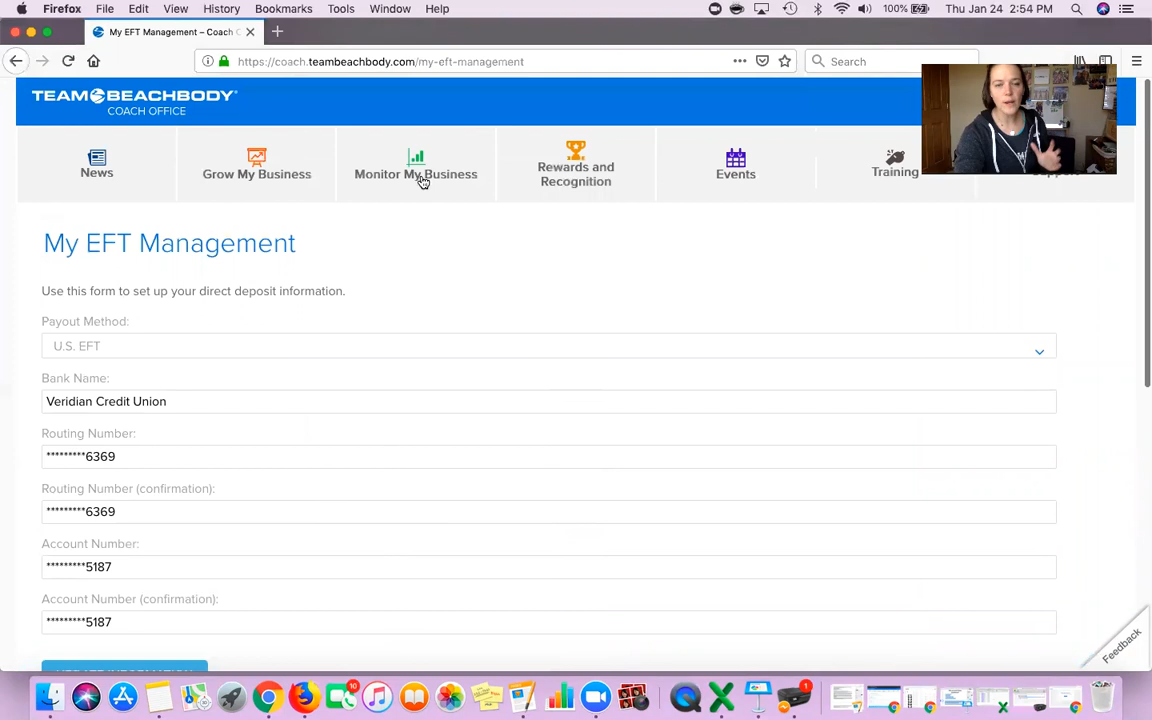 Firefox File Edit View History Bookmarks Tools Window Help 100% Thu Jan 24 2:54 PM
My EFT Management – Coach
https://coach.teambeachbody.com/my-eft-management
Search
TEAM BEACHBODY
COACH OFFICE
News
Grow My Business
Monitor My Business
Rewards and
Recognition
Events
Training
My EFT Management
Use this form to set up your direct deposit information.
Payout Method:
U.S. EFT
Bank Name:
Veridian Credit Union
Routing Number:
*********6369
Routing Number (confirmation):
*********6369
Account Number:
*********5187
Account Number (confirmation):
*********5187
Feedback
10
1